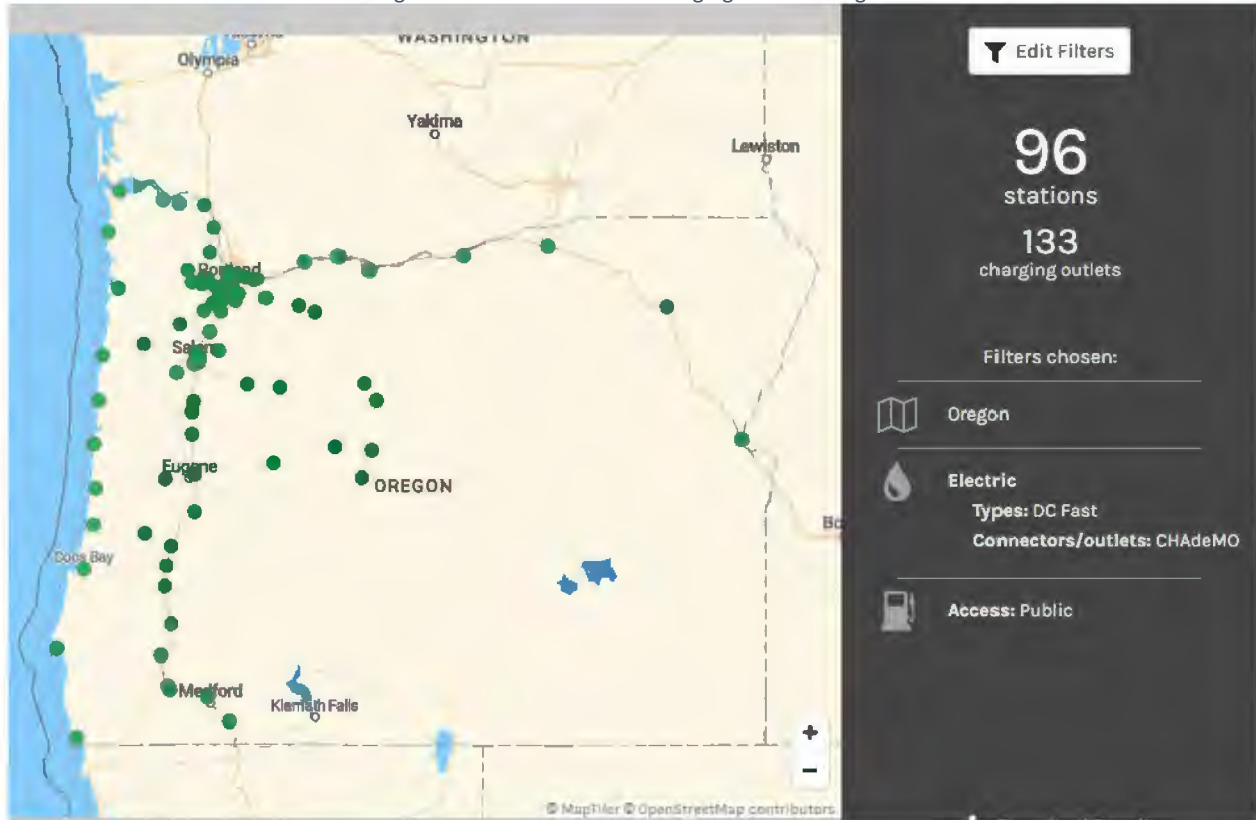 WASHINGTON
Olympia
Yakima
Lewiston
Portland
Salem
Eugene
OREGON
Coos Bay
Medford
Klamath Falls
Bo
+
−
© MapTiler © OpenStreetMap contributors
Edit Filters
96
stations
133
charging outlets
Filters chosen:
Oregon
Electric
Types: DC Fast
Connectors/outlets: CHAdeMO
Access: Public